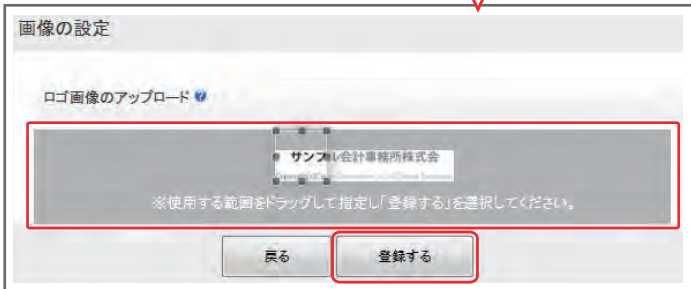 画像の設定
ロゴ画像のアップロード
サンプル会計事務所株式会
※使用する範囲をドラッグして指定し「登録する」を選択してください。
戻る
登録する